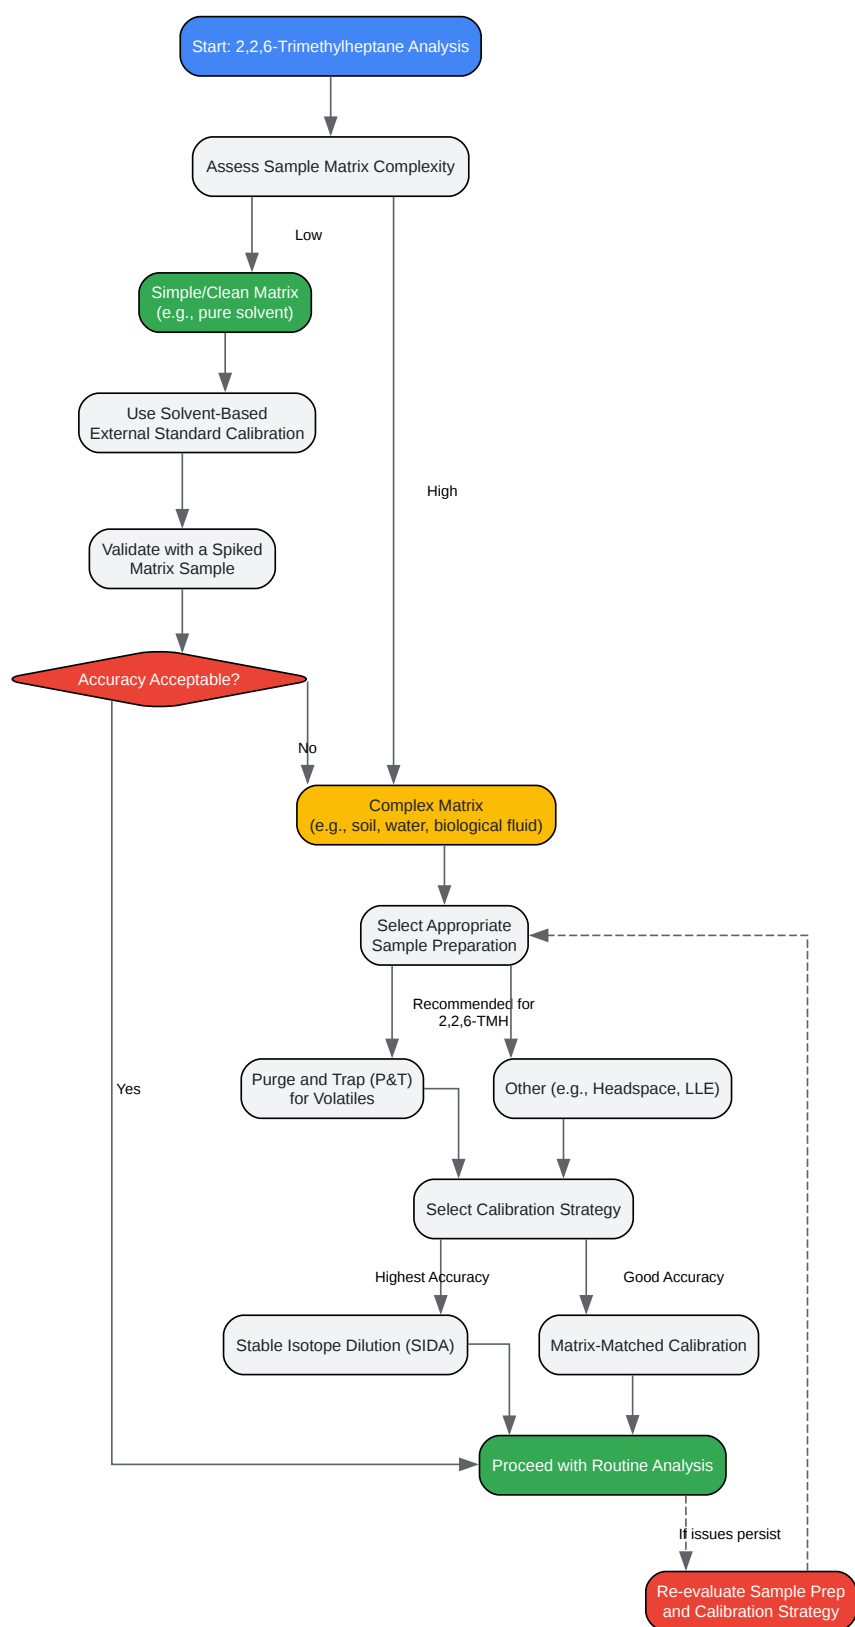 Start: 2,2,6-Trimethylheptane Analysis
Assess Sample Matrix Complexity
Low
Simple/Clean Matrix
(e.g., pure solvent)
Use Solvent-Based
External Standard Calibration
High
Validate with a Spiked
Matrix Sample
Accuracy Acceptable?
No
Complex Matrix
(e.g., soil, water, biological fluid)
Select Appropriate
Sample Preparation
Recommended for
2,2,6-TMH
Yes
Purge and Trap (P&T)
for Volatiles
Other (e.g., Headspace, LLE)
Select Calibration Strategy
Highest Accuracy
Good Accuracy
Stable Isotope Dilution (SIDA)
Matrix-Matched Calibration
Proceed with Routine Analysis
If issues persist
Re-evaluate Sample Prep
and Calibration Strategy